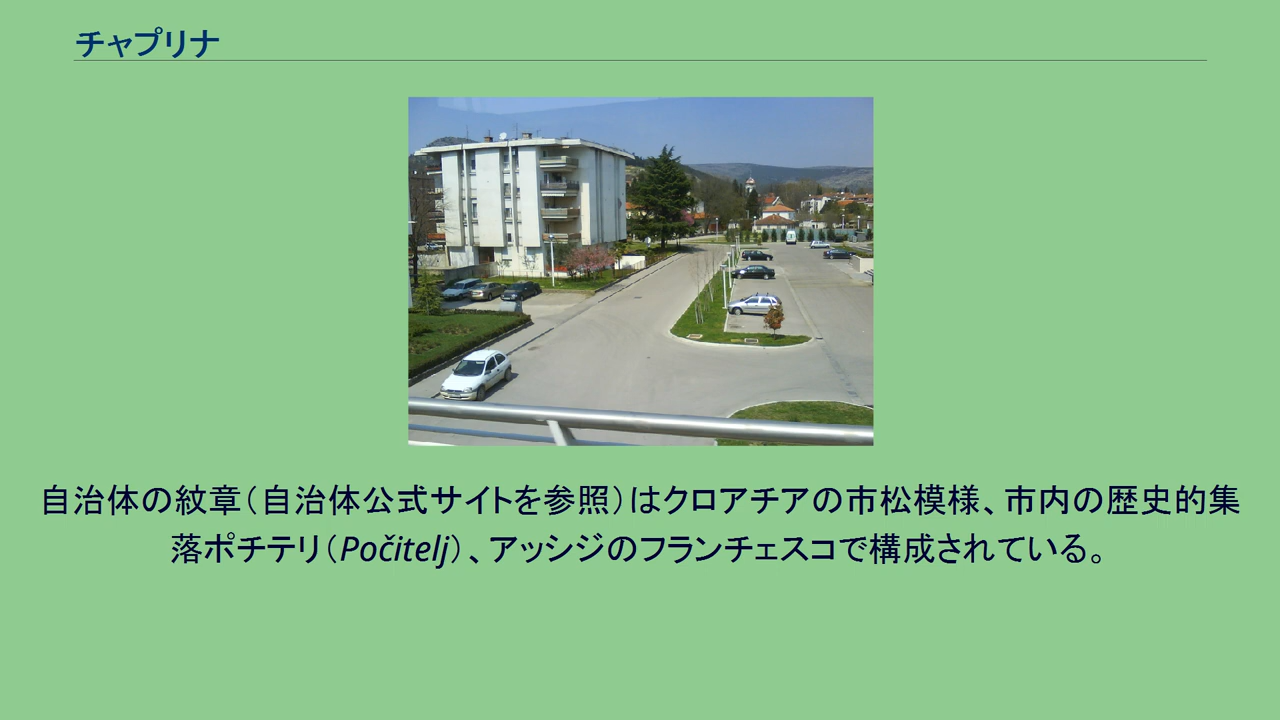 チャプリナ
自治体の紋章（自治体公式サイトを参照）はクロアチアの市松模様、市内の歴史的集
落ポチテリ（Počitelj）、アッシジのフランチェスコで構成されている。